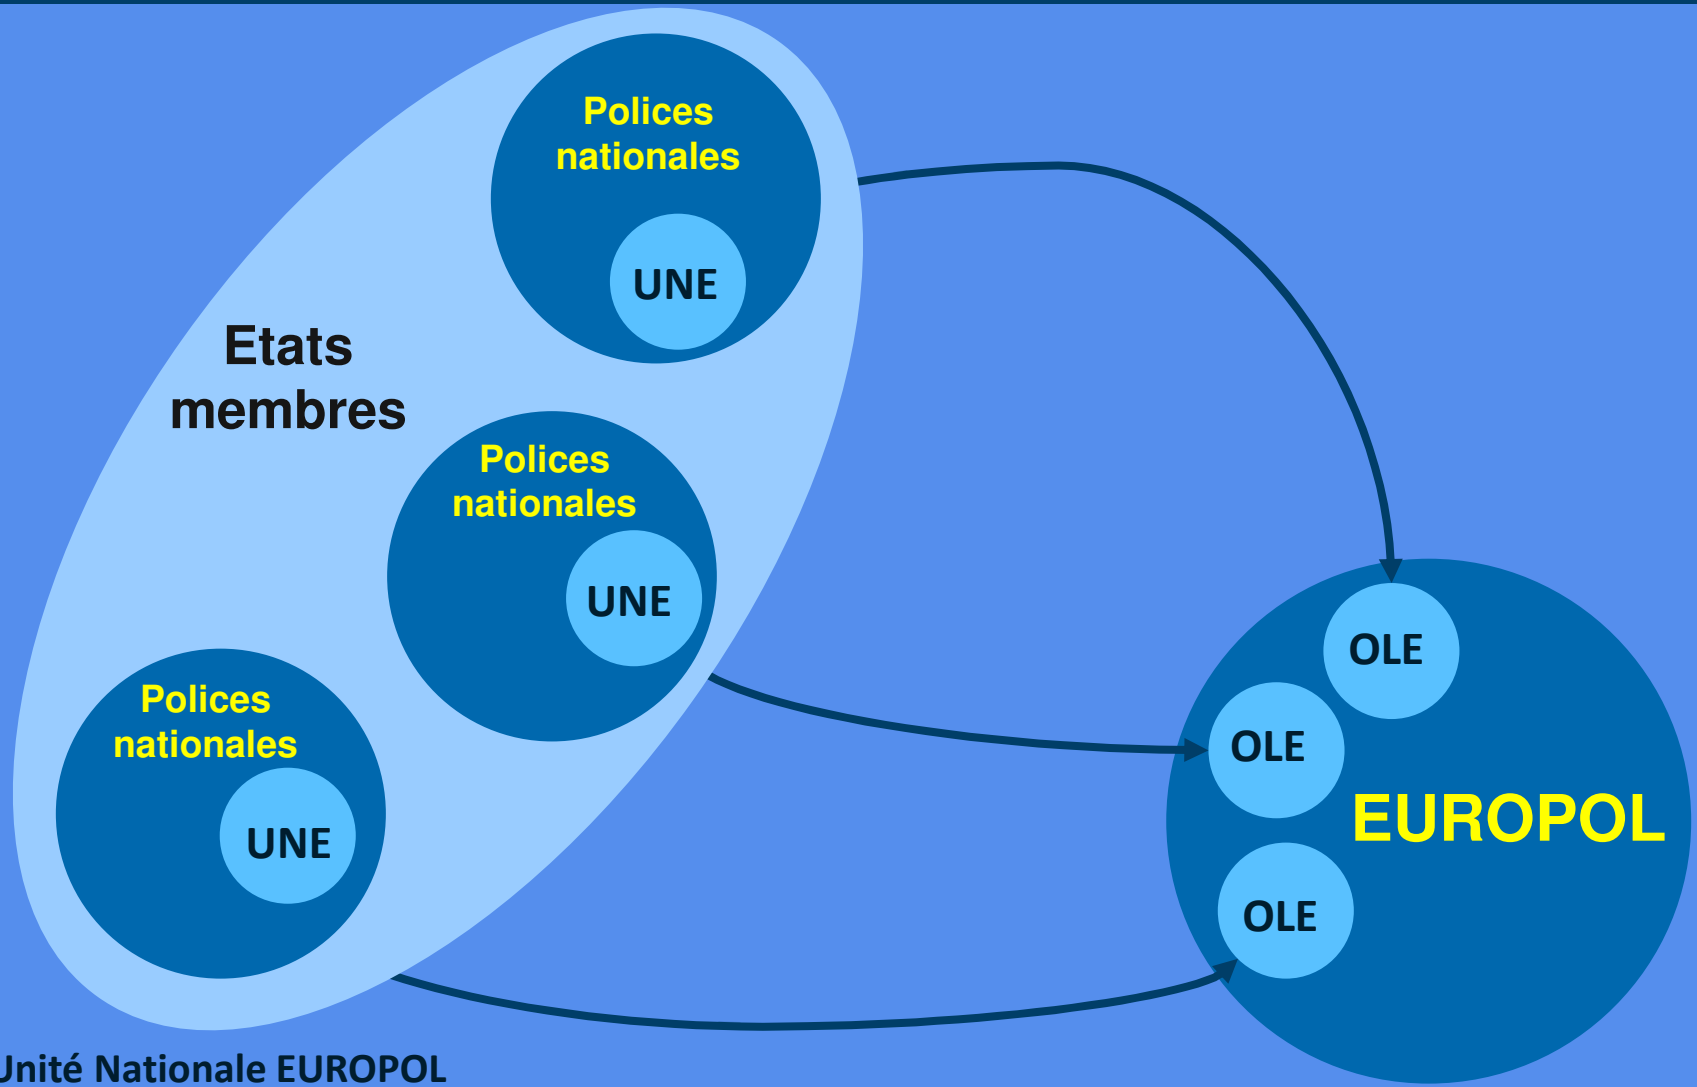 Polices
nationales
UNE
Etats
membres
Polices
nationales
UNE
Polices
nationales
UNE
OLE
OLE
EUROPOL
OLE
Unité Nationale EUROPOL